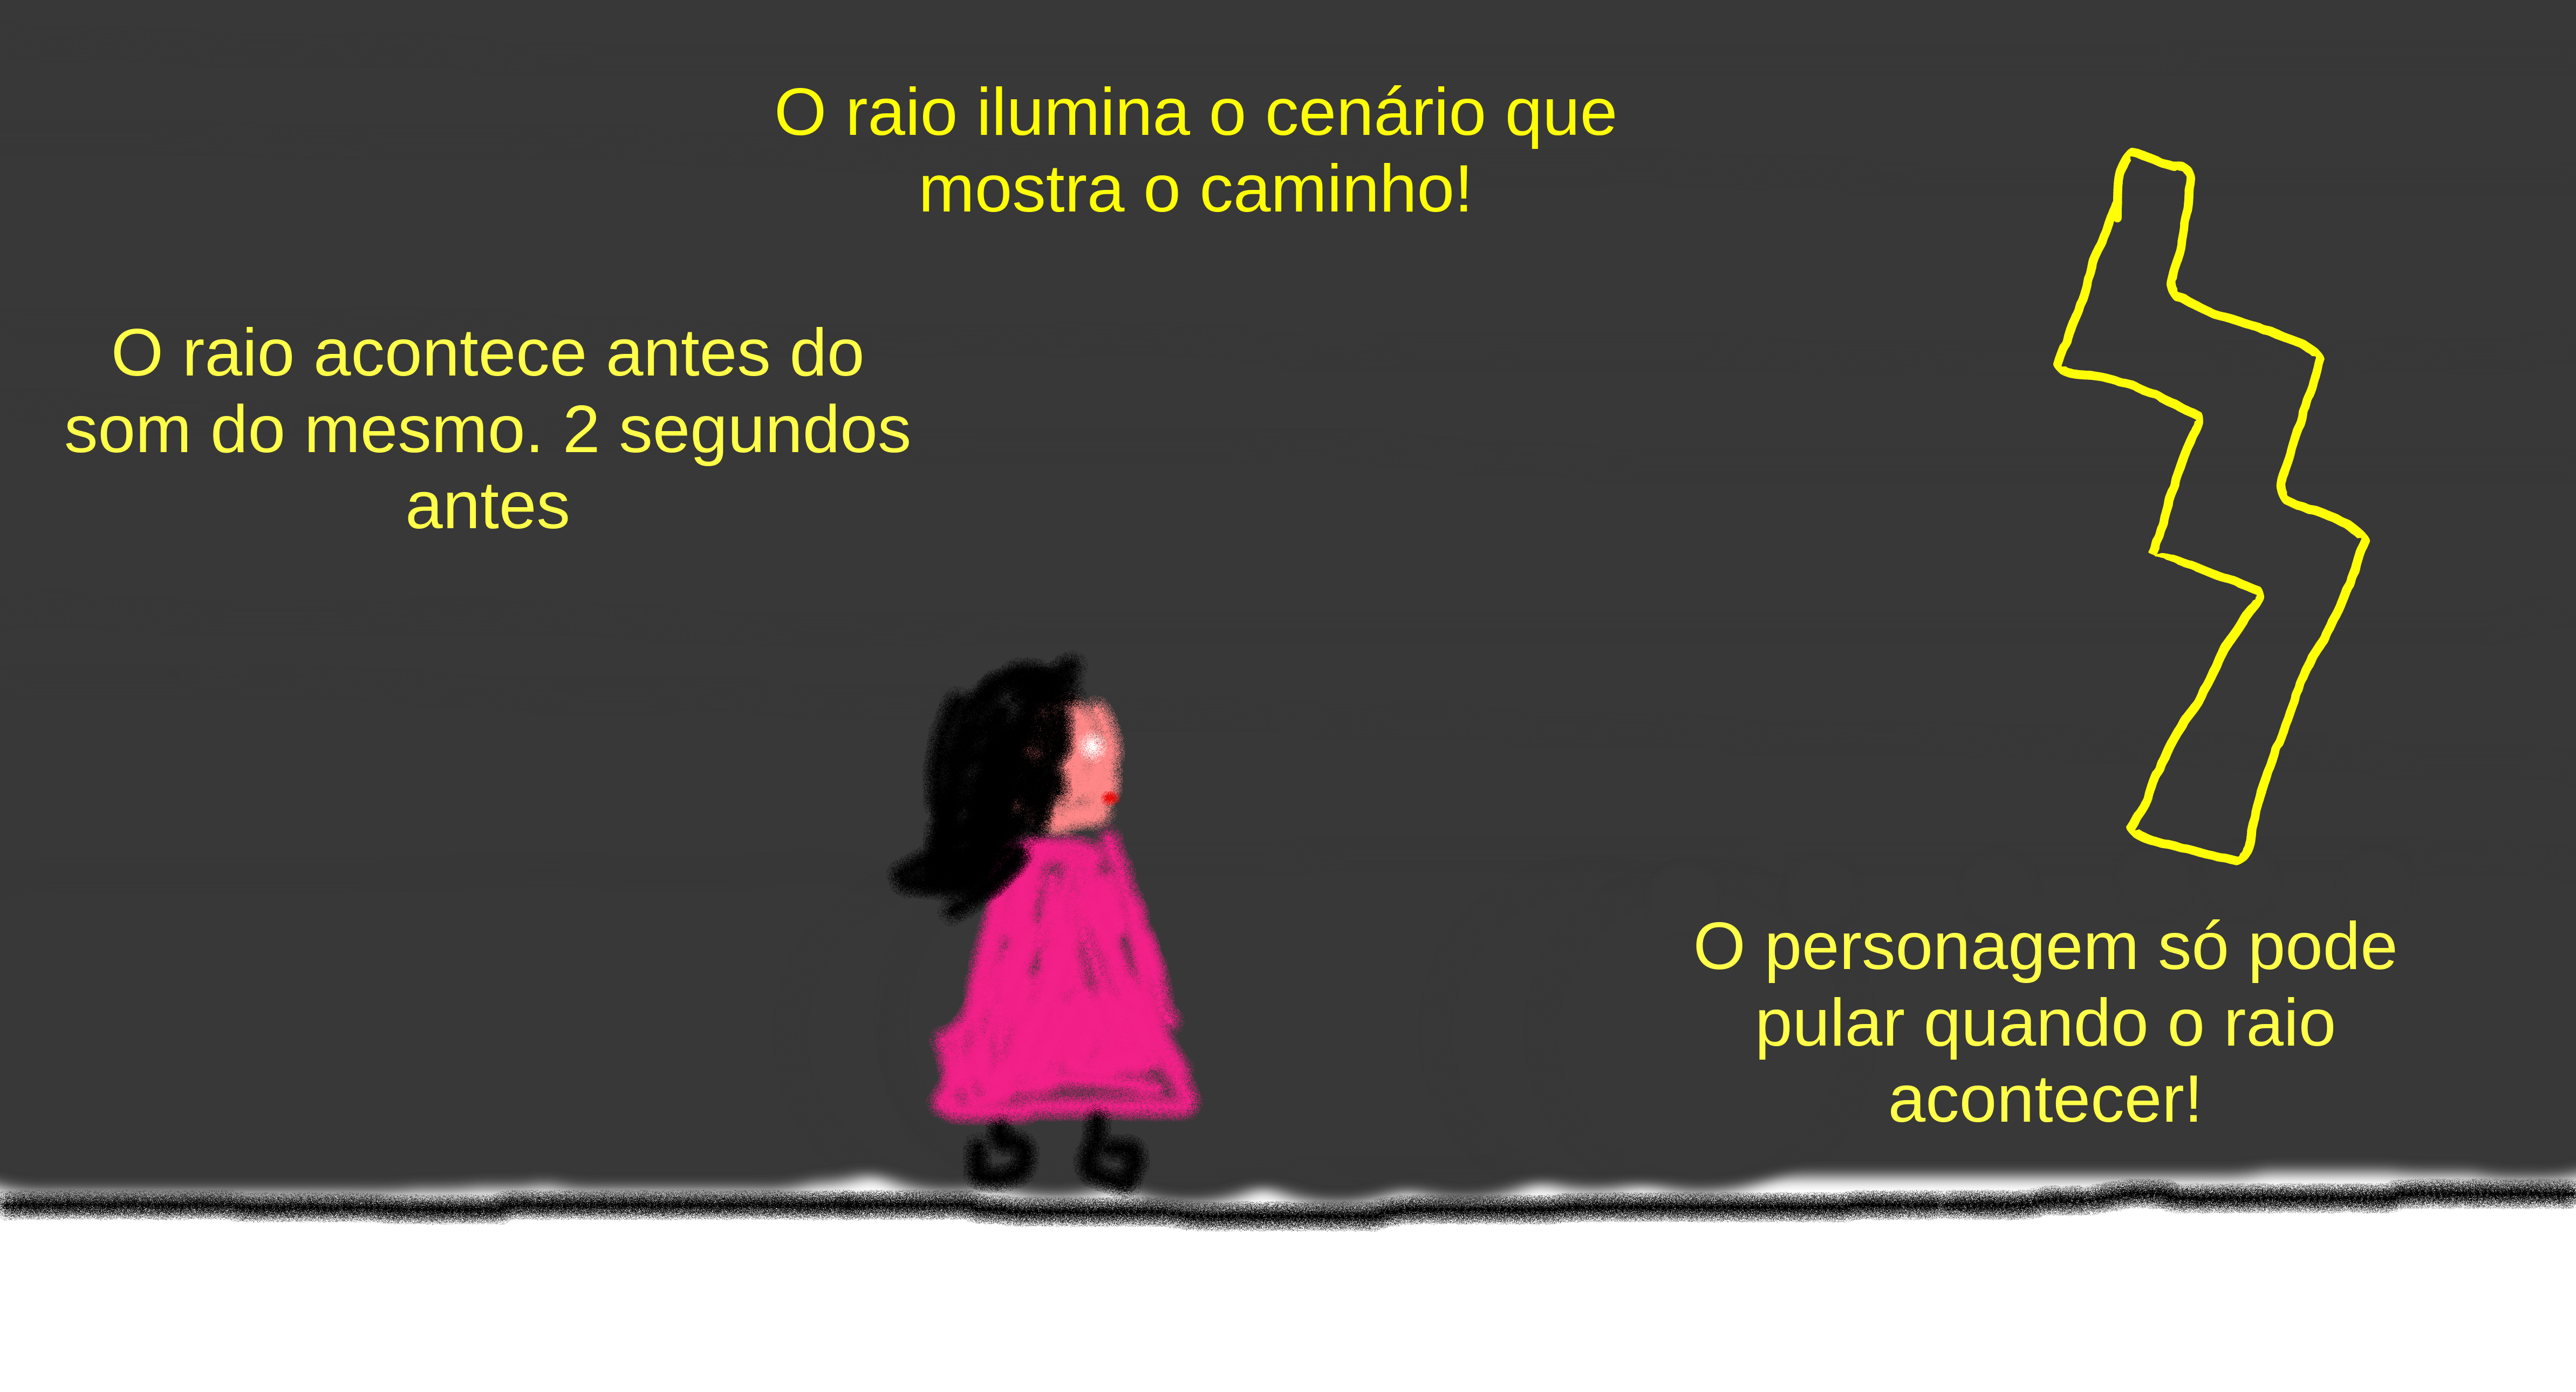 O raio ilumina o cenário que
mostra o caminho!
O raio acontece antes do
som do mesmo. 2 segundos
antes
O personagem só pode
pular quando o raio
acontecer!